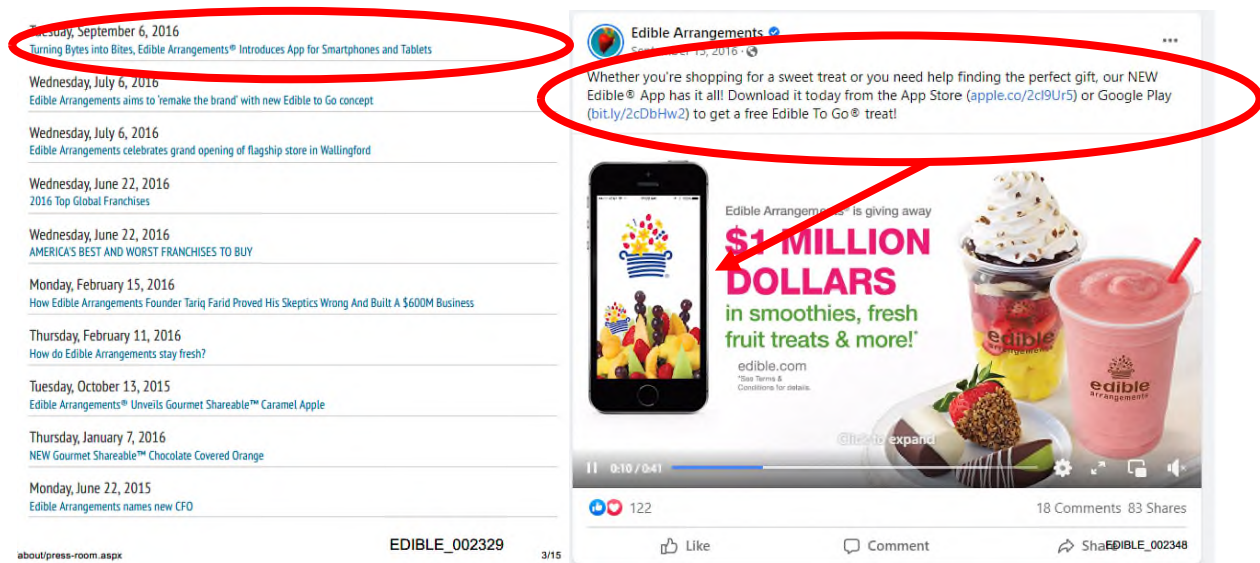 Tuesday, September 6, 2016
Turning Bytes into Bites, Edible Arrangements® Introduces App for Smartphones and Tablets
Wednesday, July 6, 2016
Edible Arrangements aims to 'remake the brand' with new Edible to Go concept
Wednesday, July 6, 2016
Edible Arrangements celebrates grand opening of flagship store in Wallingford
Wednesday, June 22, 2016
2016 Top Global Franchises
Wednesday, June 22, 2016
AMERICA'S BEST AND WORST FRANCHISES TO BUY
Monday, February 15, 2016
How Edible Arrangements Founder Tariq Farid Proved His Skeptics Wrong And Built A $600M Business
Thursday, February 11, 2016
How do Edible Arrangements stay fresh?
Tuesday, October 13, 2015
Edible Arrangements® Unveils Gourmet Shareable™ Caramel Apple
Thursday, January 7, 2016
NEW Gourmet Shareable™ Chocolate Covered Orange
Monday, June 22, 2015
Edible Arrangements names new CFO
about/press-room.aspx
EDIBLE_002329
3/15
Edible Arrangements
September 15, 2016
Whether you're shopping for a sweet treat or you need help finding the perfect gift, our NEW
Edible® App has it all! Download it today from the App Store (apple.co/2cl9Ur5) or Google Play
(bit.ly/2cDbHw2) to get a free Edible To Go® treat!
Edible Arrangements® is giving away
$1 MILLION
DOLLARS
in smoothies, fresh
fruit treats & more!*
edible.com
*See Terms &
Conditions for details.
edible
arrangements
edible
arrangements
Click to expand
0:10 / 0:41
122
18 Comments 83 Shares
Like
Comment
Share
EDIBLE_002348